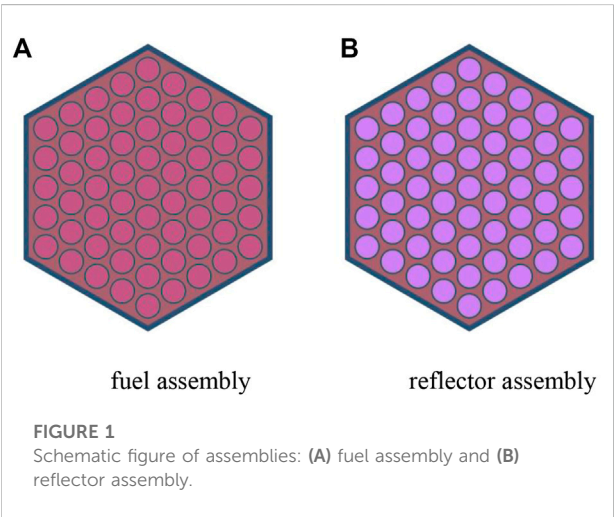 A
B
fuel assembly
reflector assembly
FIGURE 1
Schematic figure of assemblies: (A) fuel assembly and (B)
reflector assembly.